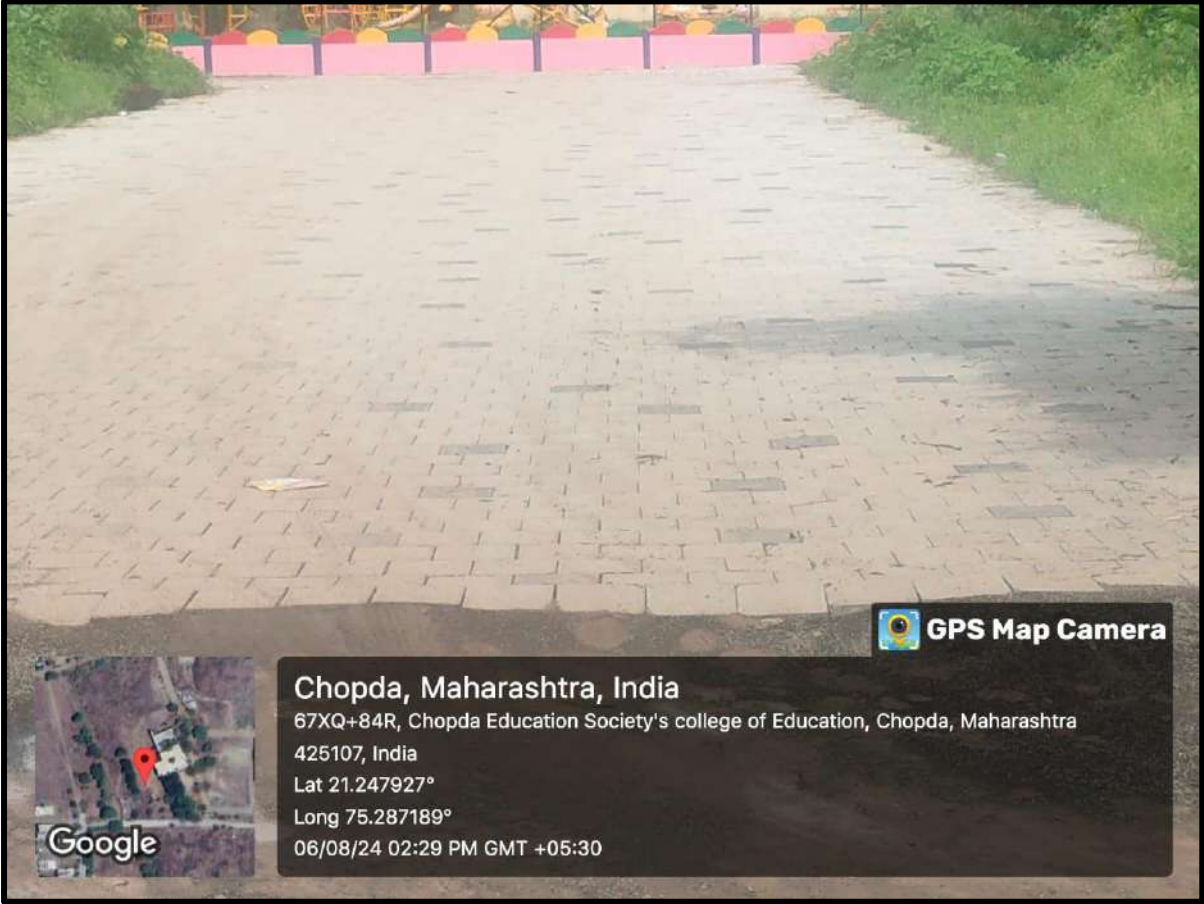 GPS Map Camera
Chopda, Maharashtra, India
67XQ+84R, Chopda Education Society's college of Education, Chopda, Maharashtra
425107, India
Lat 21.247927°
Long 75.287189°
06/08/24 02:29 PM GMT +05:30
Google